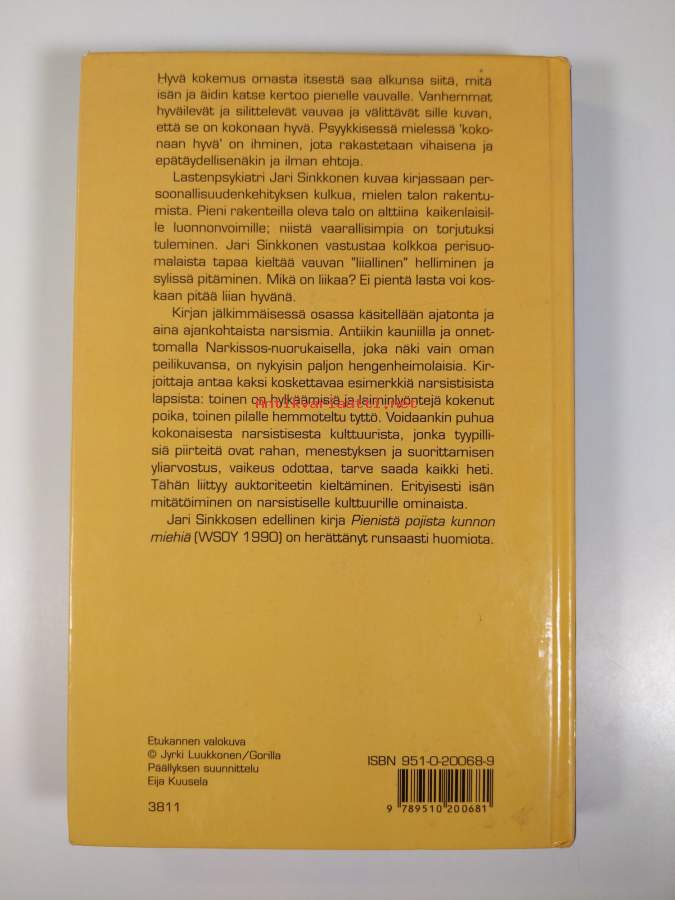 Hyvä kokemus omasta itsestä saa alkunsa siitä, mitä
isän ja äidin katse kertoo pienelle vauvalle. Vanhemmat
hyväilevät ja silittelevät vauvaa ja välittävät sille kuvan,
että se on kokonaan hyvä. Psyykkisessä mielessä 'koko-
naan hyvä' on ihminen, jota rakastetaan vihaisena ja
epätäydellisenäkin ja ilman ehtoja.
Lastenpsykiatri Jari Sinkkonen kuvaa kirjassaan per-
soonallisuudenkehityksen kulkua, mielen talon rakentu-
mista. Pieni rakenteilla oleva talo on alttiina kaikenlaisil-
le luonnonvoimille; niistä vaarallisimpia on torjutuksi
tuleminen. Jari Sinkkonen vastustaa kolkkoa perisuo-
malaista tapaa kieltää vauvan "liiallinen" helliminen ja
sylissä pitäminen. Mikä on liikaa? Ei pientä lasta voi kos-
kaan pitää liian hyvänä.
Kirjan jälkimmäisessä osassa käsitellään ajatonta ja
aina ajankohtaista narsismia. Antiikin kauniilla ja onnet-
tomalla Narkissos-nuorukaisella, joka näki vain oman
peilikuvansa, on nykyisin paljon hengenheimolaisia. Kir-
joittaja antaa kaksi koskettavaa esimerkkiä narsistisista
lapsista: toinen on hylkäämisiä ja laiminlyöntejä kokenut
Antikvariaatti.net
poika, toinen pilalle hemmoteltu tyttö. Voidaankin puhua
kokonaisesta narsistisesta kulttuurista, jonka tyypilli-
siä piirteitä ovat rahan, menestyksen ja suorittamisen
yliarvostus, vaikeus odottaa, tarve saada kaikki heti.
Tähän liittyy auktoriteetin kieltäminen. Erityisesti isän
mitätöiminen on narsistiselle kulttuurille ominaista.
Jari Sinkkosen edellinen kirja Pienistä pojista kunnon
miehiä (WSOY 1990) on herättänyt runsaasti huomiota.
Etukannen valokuva
© Jyrki Luukkonen/Gorilla
Päällyksen suunnittelu
Eija Kuusela
3811
ISBN 951-0-20068-9
9 789510 200681